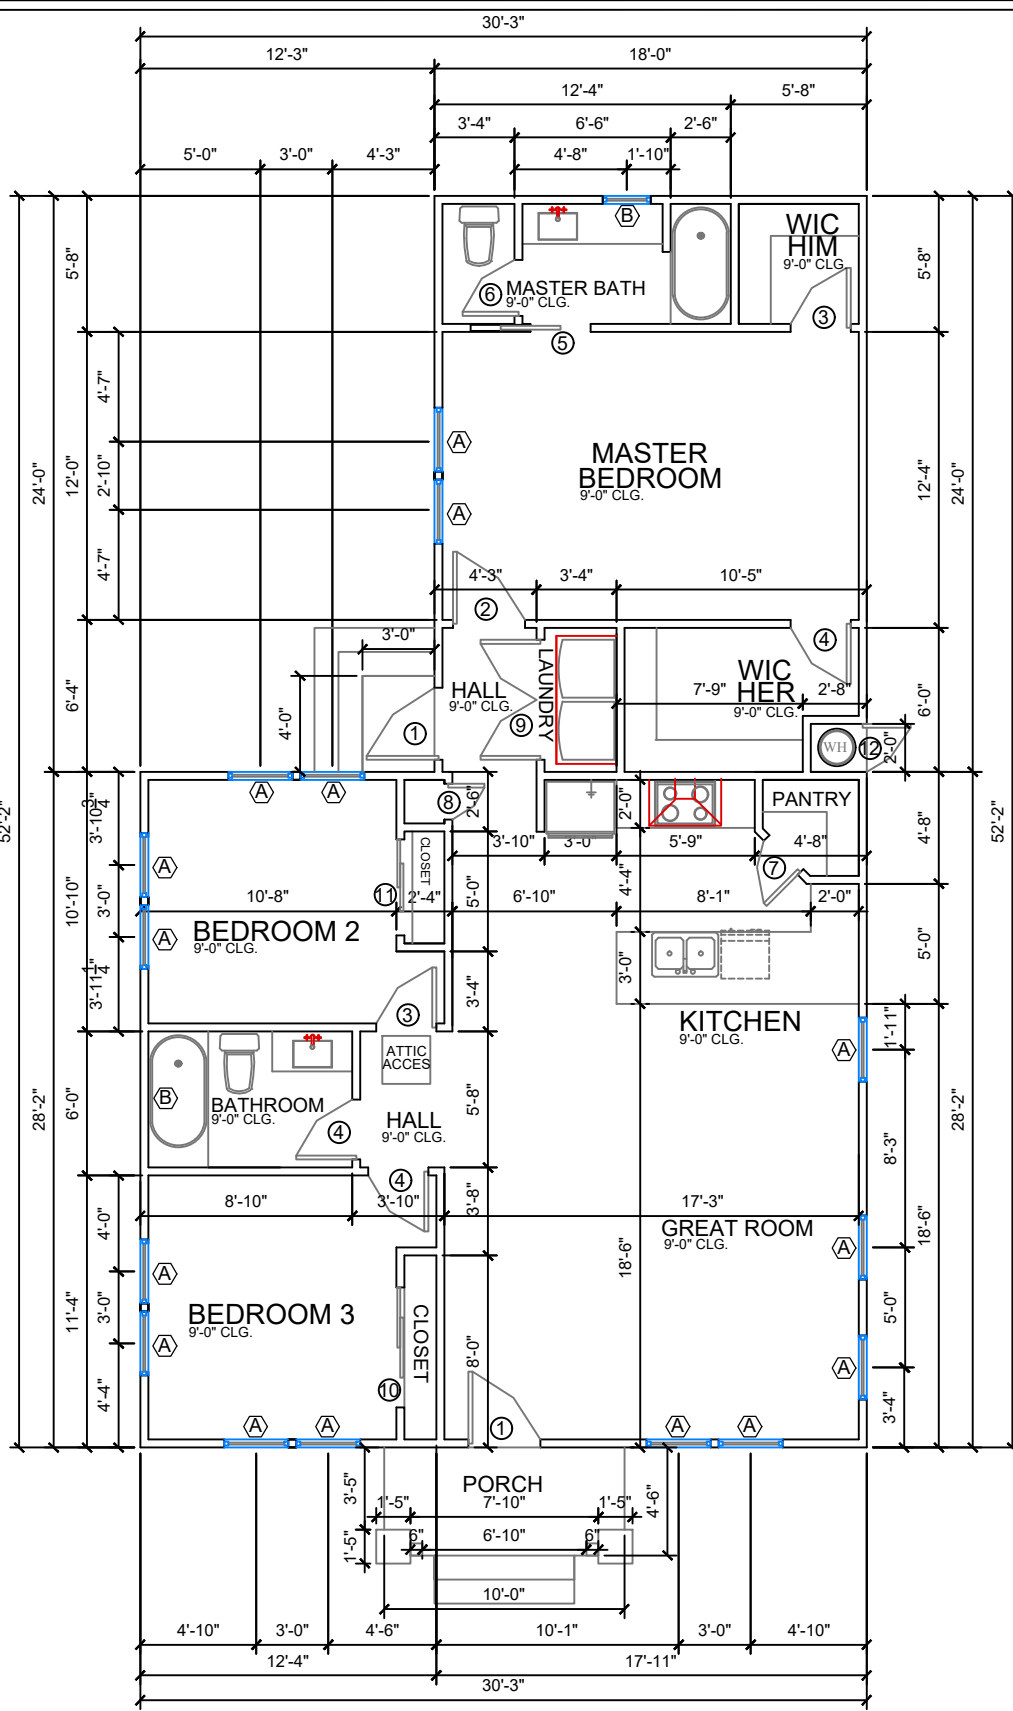 30'-3"
12'-3" 18'-0"
12'-4" 5'-8"
3'-4" 6'-6" 2'-6"
5'-0" 3'-0" 4'-3" 4'-8" 1'-10"
B
WIC
HIM
9'-0" CLG.
5'-8" 5'-8"
6 MASTER BATH
9'-0" CLG.
3
5
4'-7"
A
MASTER
BEDROOM
9'-0" CLG.
24'-0" 12'-0" 2'-10" 12'-4" 24'-0"
A
4'-7"
4'-3" 3'-4" 10'-5"
2
3'-0"
4
LAUNDRY
HALL
9'-0" CLG.
WIC
HER
9'-0" CLG.
7'-9" 2'-8"
6'-4" 6'-0"
4'-0"
1
9
WH
12
2'-0"
52'-2" 52'-2"
A A
8
2'-6"
2'-0"
PANTRY
3'-10 3/4"
4'-8"
3'-10" 3'-0" 5'-9" 4'-8"
A
CLOSET
7
4'-4"
11
10'-8" 2'-4" 6'-10" 8'-1" 2'-0"
10'-10" 3'-0" 5'-0" 5'-0"
BEDROOM 2
9'-0" CLG.
A
3'-11 1/4"
3'-4"
3'-0"
3
KITCHEN
9'-0" CLG.
1'-11"
A
ATTIC
ACCES
B
BATHROOM
9'-0" CLG.
HALL
9'-0" CLG.
4
28'-2" 6'-0" 5'-8" 8'-3" 28'-2"
4
8'-10" 3'-10" 17'-3"
3'-8"
4'-0"
GREAT ROOM
9'-0" CLG.
18'-6" 18'-6"
A
A
BEDROOM 3
9'-0" CLG.
CLOSET
11'-4" 3'-0" 5'-0"
A
A
8'-0"
10
4'-4" 3'-4"
A A
1
A A
PORCH
3'-5" 4'-6"
1'-5" 7'-10" 1'-5"
1'-5" 6" 6'-10" 6"
10'-0"
4'-10" 3'-0" 4'-6" 10'-1" 3'-0" 4'-10"
12'-4" 17'-11"
30'-3"